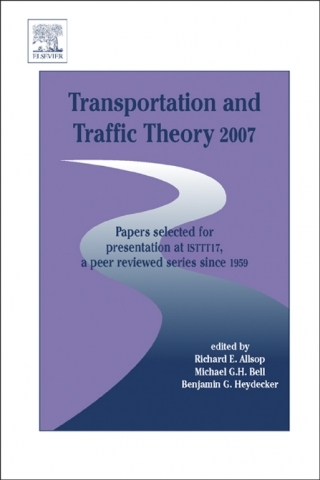 ELSEVIER
Transportation and
Traffic Theory 2007
Papers selected for
presentation at ISTTT17,
a peer reviewed series since 1959
edited by
Richard E. Allsop
Michael G.H. Bell
Benjamin G. Heydecker